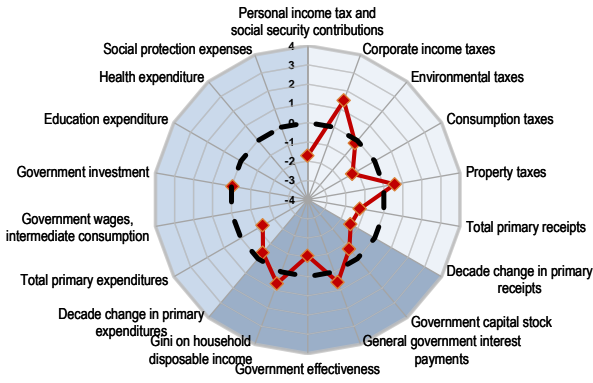 Personal income tax and
social security contributions
Corporate income taxes
Environmental taxes
Consumption taxes
Property taxes
Total primary receipts
Decade change in primary
receipts
Government capital stock
General government interest
payments
Government effectiveness
Gini on household
disposable income
Decade change in primary
expenditures
Total primary expenditures
Government wages,
intermediate consumption
Government investment
Education expenditure
Health expenditure
Social protection expenses
4
3
2
1
0
-1
-2
-3
-4